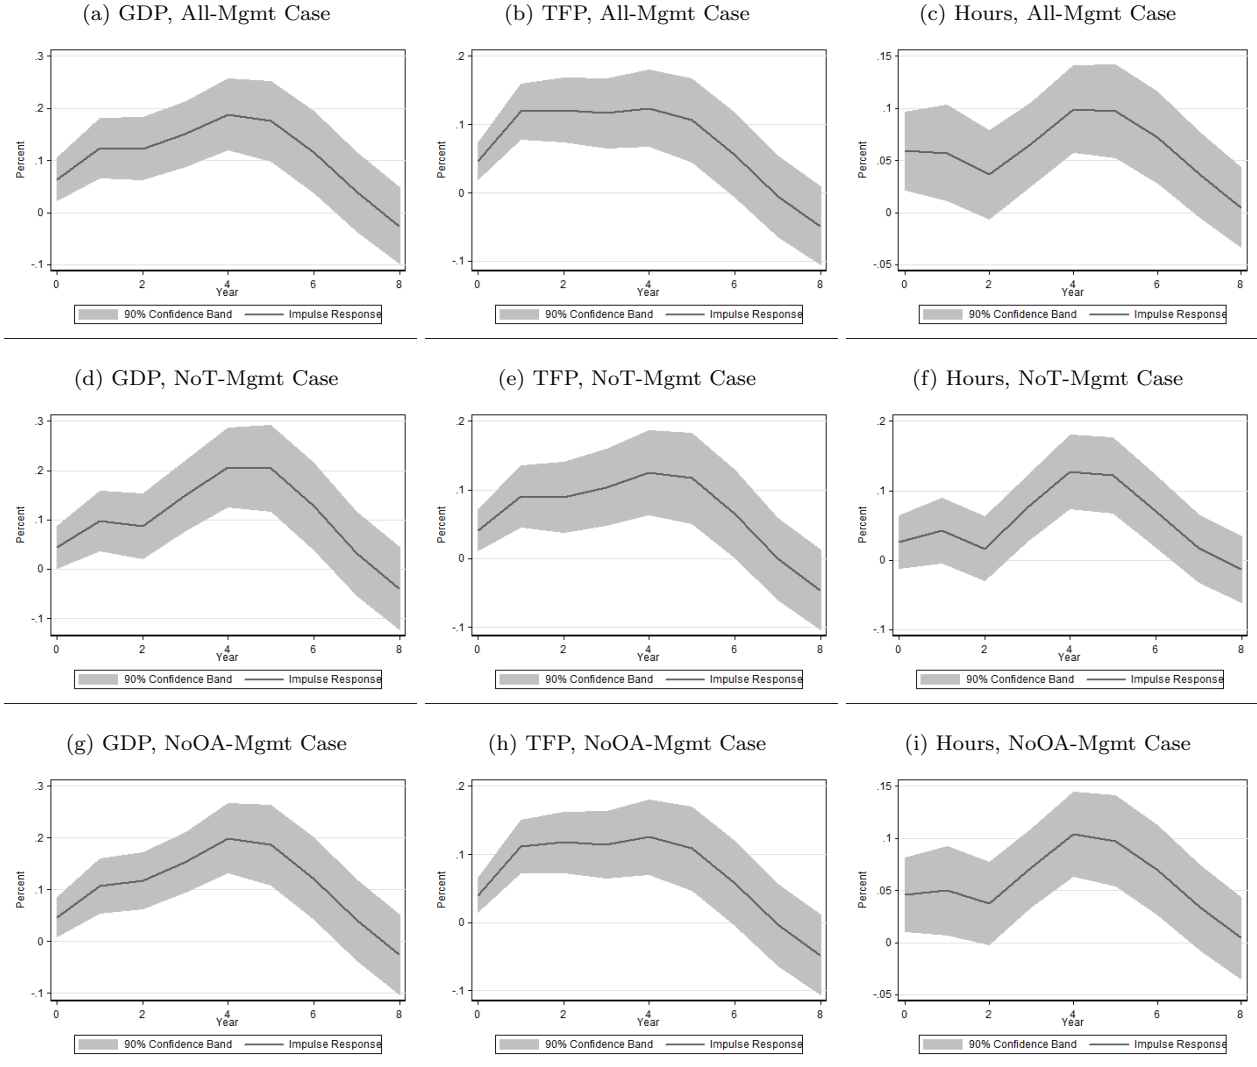 (a) GDP, All-Mgmt Case
.3
.2
.1
0
-.1
Percent
0 2 4 6 8
Year
90% Confidence Band Impulse Response
(b) TFP, All-Mgmt Case
.2
.1
0
-.1
Percent
0 2 4 6 8
Year
90% Confidence Band Impulse Response
(c) Hours, All-Mgmt Case
.15
.1
.05
0
-.05
Percent
0 2 4 6 8
Year
90% Confidence Band Impulse Response
(d) GDP, NoT-Mgmt Case
.3
.2
.1
0
-.1
Percent
0 2 4 6 8
Year
90% Confidence Band Impulse Response
(e) TFP, NoT-Mgmt Case
.2
.1
0
-.1
Percent
0 2 4 6 8
Year
90% Confidence Band Impulse Response
(f) Hours, NoT-Mgmt Case
.2
.1
0
-.1
Percent
0 2 4 6 8
Year
90% Confidence Band Impulse Response
(g) GDP, NoOA-Mgmt Case
.3
.2
.1
0
-.1
Percent
0 2 4 6 8
Year
90% Confidence Band Impulse Response
(h) TFP, NoOA-Mgmt Case
.2
.1
0
-.1
Percent
0 2 4 6 8
Year
90% Confidence Band Impulse Response
(i) Hours, NoOA-Mgmt Case
.15
.1
.05
0
-.05
Percent
0 2 4 6 8
Year
90% Confidence Band Impulse Response